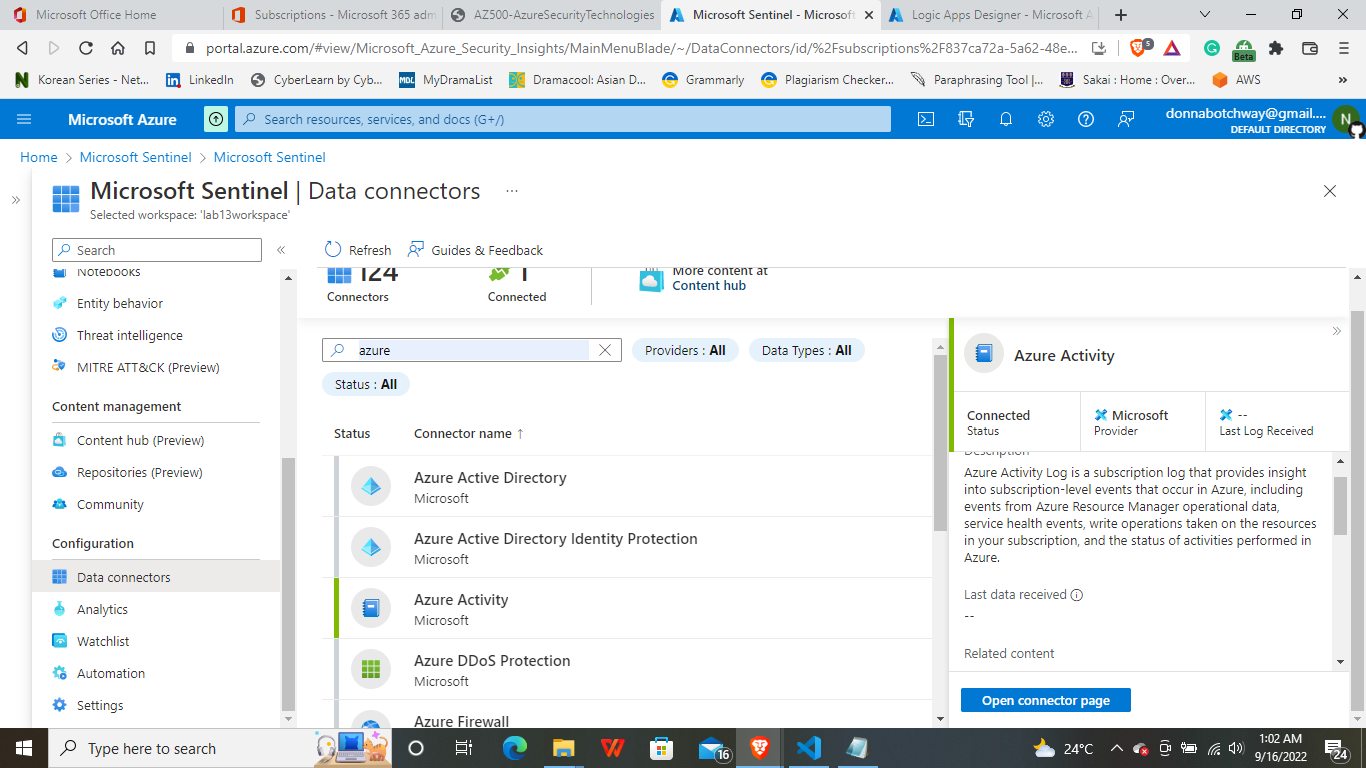 Microsoft Office Home
Subscriptions - Microsoft 365 adm
AZ500-AzureSecurityTechnologies
Microsoft Sentinel - Microsoft
Logic Apps Designer - Microsoft A
portal.azure.com/#view/Microsoft_Azure_Security_Insights/MainMenuBlade/~/DataConnectors/id/%2Fsubscriptions%2F837ca72a-5a62-48e...
5
Beta
Korean Series - Net...
LinkedIn
CyberLearn by Cyb...
MDL
MyDramaList
Dramacool: Asian D...
Grammarly
Plagiarism Checker...
Paraphrasing Tool |...
Sakai : Home : Over...
AWS
»
Microsoft Azure
Search resources, services, and docs (G+/)
donnabotchway@gmail....
DEFAULT DIRECTORY
N
Home > Microsoft Sentinel > Microsoft Sentinel
Microsoft Sentinel | Data connectors ...
Selected workspace: 'lab13workspace'
Search
Refresh
Guides & Feedback
Notebooks
Entity behavior
Threat intelligence
MITRE ATT&CK (Preview)
Content management
Content hub (Preview)
Repositories (Preview)
Community
Configuration
Data connectors
Analytics
Watchlist
Automation
Settings
124
Connectors
1
Connected
More content at
Content hub
azure
Providers : All
Data Types : All
Status : All
Status
Connector name ↑
Azure Active Directory
Microsoft
Azure Active Directory Identity Protection
Microsoft
Azure Activity
Microsoft
Azure DDoS Protection
Microsoft
Azure Firewall
Azure Activity
Connected
Status
Microsoft
Provider
--
Last Log Received
Description
Azure Activity Log is a subscription log that provides insight
into subscription-level events that occur in Azure, including
events from Azure Resource Manager operational data,
service health events, write operations taken on the resources
in your subscription, and the status of activities performed in
Azure.
Last data received
--
Related content
Open connector page
Type here to search
16
24°C
1:02 AM
9/16/2022
24